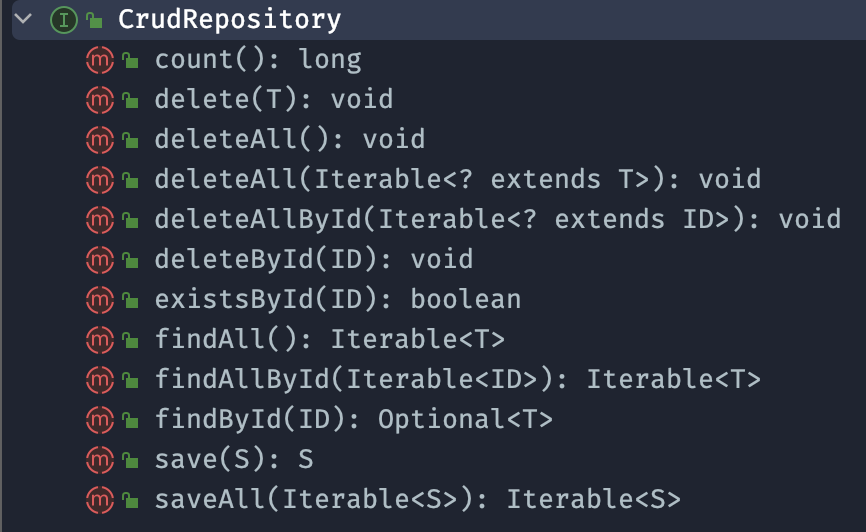 CrudRepository
count(): long
delete(T): void
deleteAll(): void
deleteAll(Iterable<? extends T>): void
deleteAllById(Iterable<? extends ID>): void
deleteById(ID): void
existsById(ID): boolean
findAll(): Iterable<T>
findAllById(Iterable<ID>): Iterable<T>
findById(ID): Optional<T>
save(S): S
saveAll(Iterable<S>): Iterable<S>